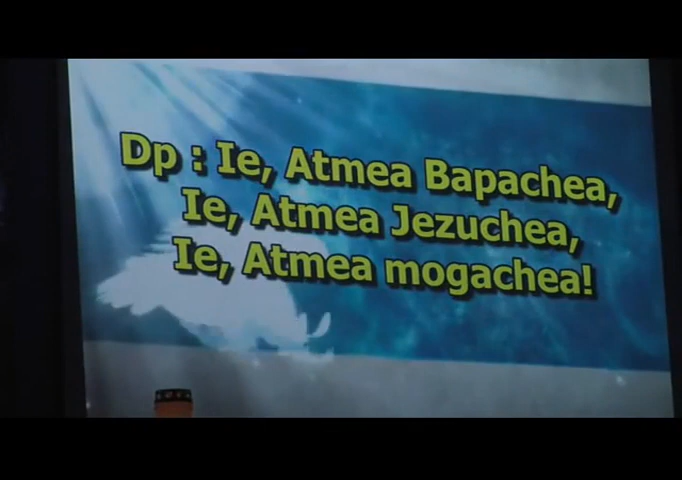 Dp : Ie, Atmea Bapachea,
Ie, Atmea Jezuchea,
Ie, Atmea mogachea!